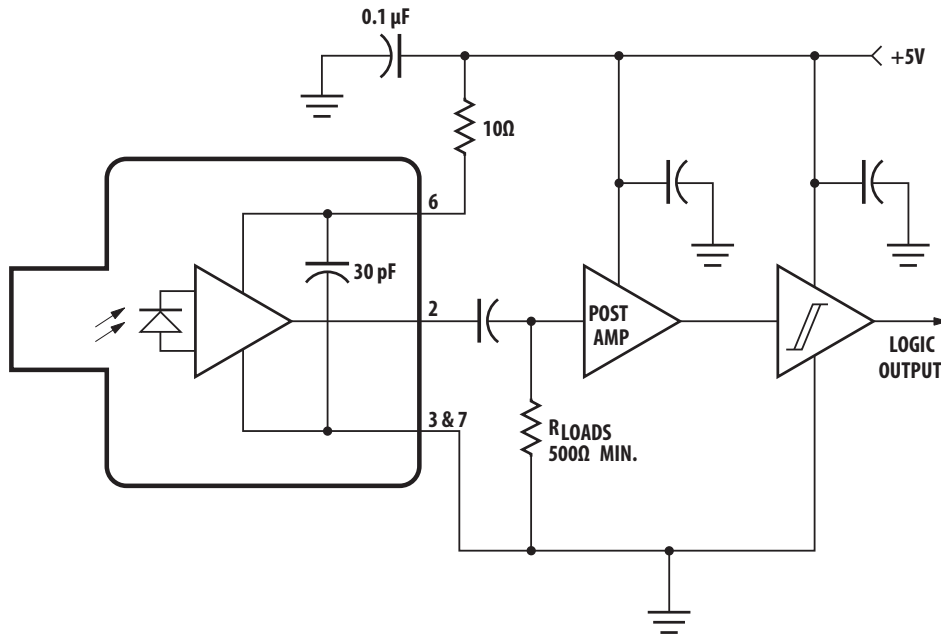 0.1 µF
+5V
10Ω
6
30 pF
2
POST
AMP
LOGIC
OUTPUT
3 & 7
RLOADS
500Ω MIN.